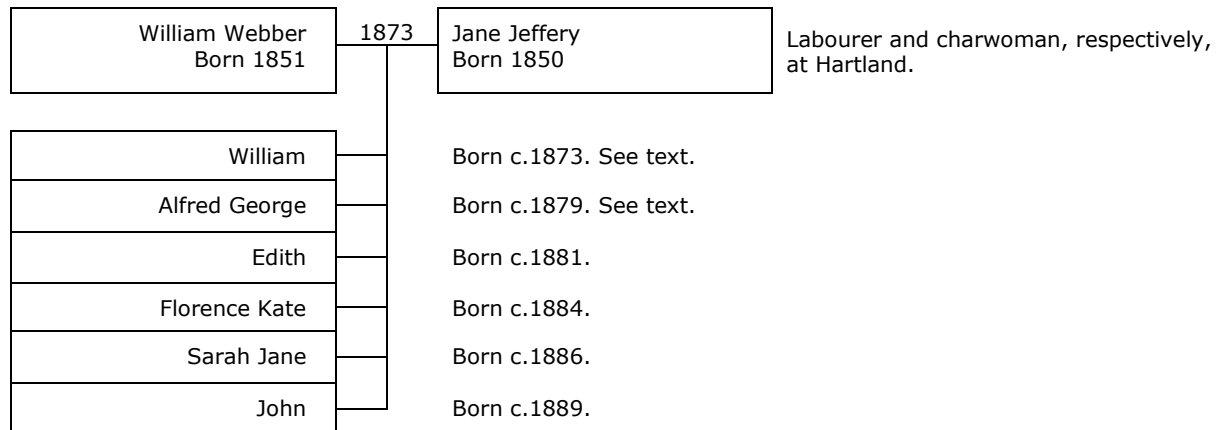 William Webber
Born 1851
1873
Jane Jeffery
Born 1850
Labourer and charwoman, respectively,
at Hartland.
William
Born c.1873. See text.
Alfred George
Born c.1879. See text.
Edith
Born c.1881.
Florence Kate
Born c.1884.
Sarah Jane
Born c.1886.
John
Born c.1889.